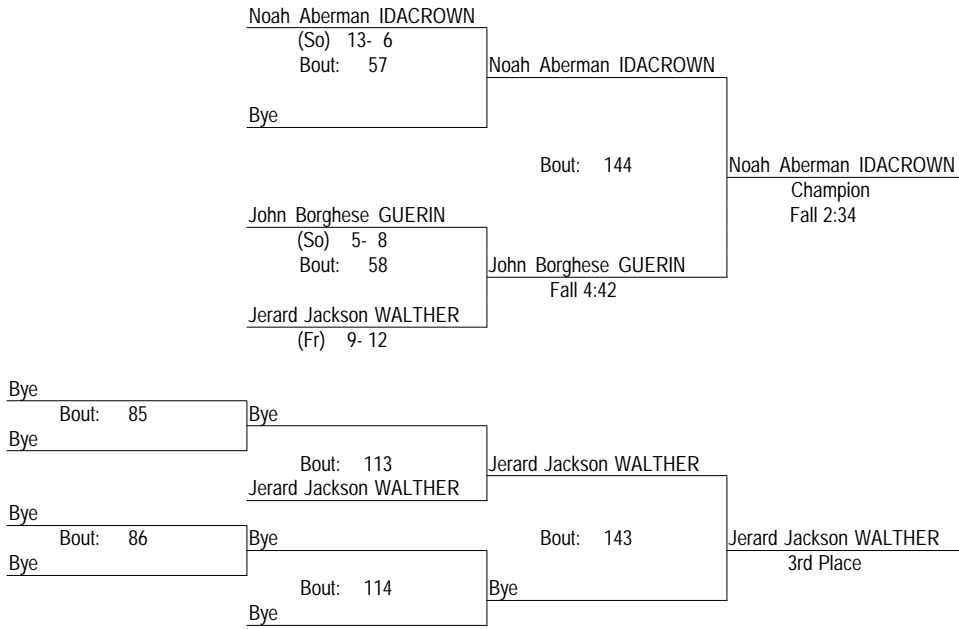 Noah Aberman IDACROWN
(So) 13- 6
Bout: 57
Noah Aberman IDACROWN
Bye
Bout: 144
Noah Aberman IDACROWN
Champion
Fall 2:34
John Borghese GUERIN
(So) 5- 8
Bout: 58
John Borghese GUERIN
Fall 4:42
Jerard Jackson WALTHER
(Fr) 9- 12
Bye
Bout: 85
Bye
Bye
Bout: 113
Jerard Jackson WALTHER
Jerard Jackson WALTHER
Bye
Bout: 86
Bye
Bye
Bout: 143
Jerard Jackson WALTHER
3rd Place
Bout: 114
Bye
Bye